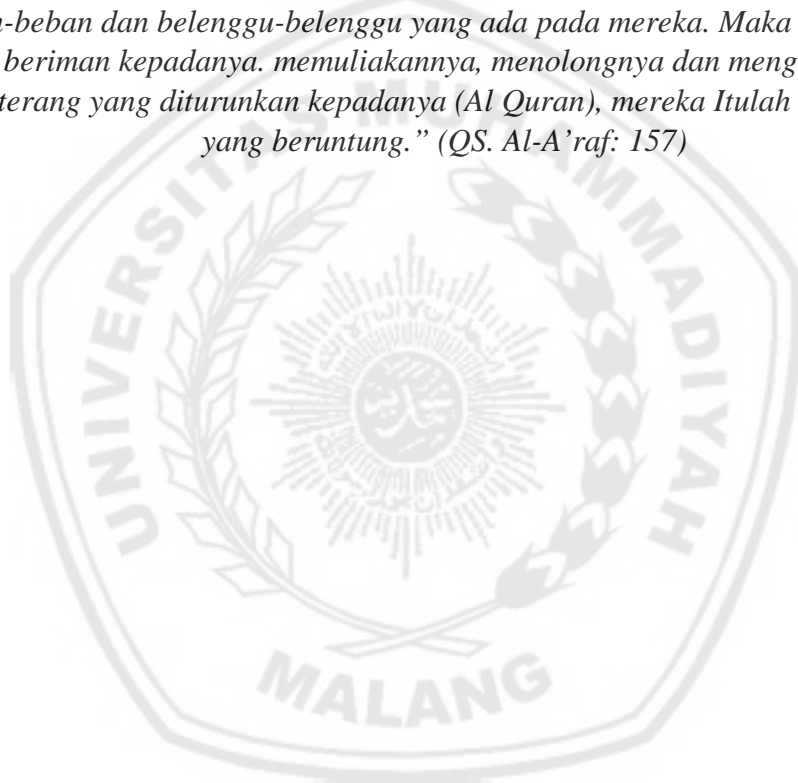 n-beban dan belenggu-belenggu yang ada pada mereka. Maka
beriman kepadanya. memuliakannya, menolongnya dan meng
terang yang diturunkan kepadanya (Al Quran), mereka Itulah
yang beruntung.” (QS. Al-A’raf: 157)
UNIVERSITAS MUHAMMADIYAH
MALANG